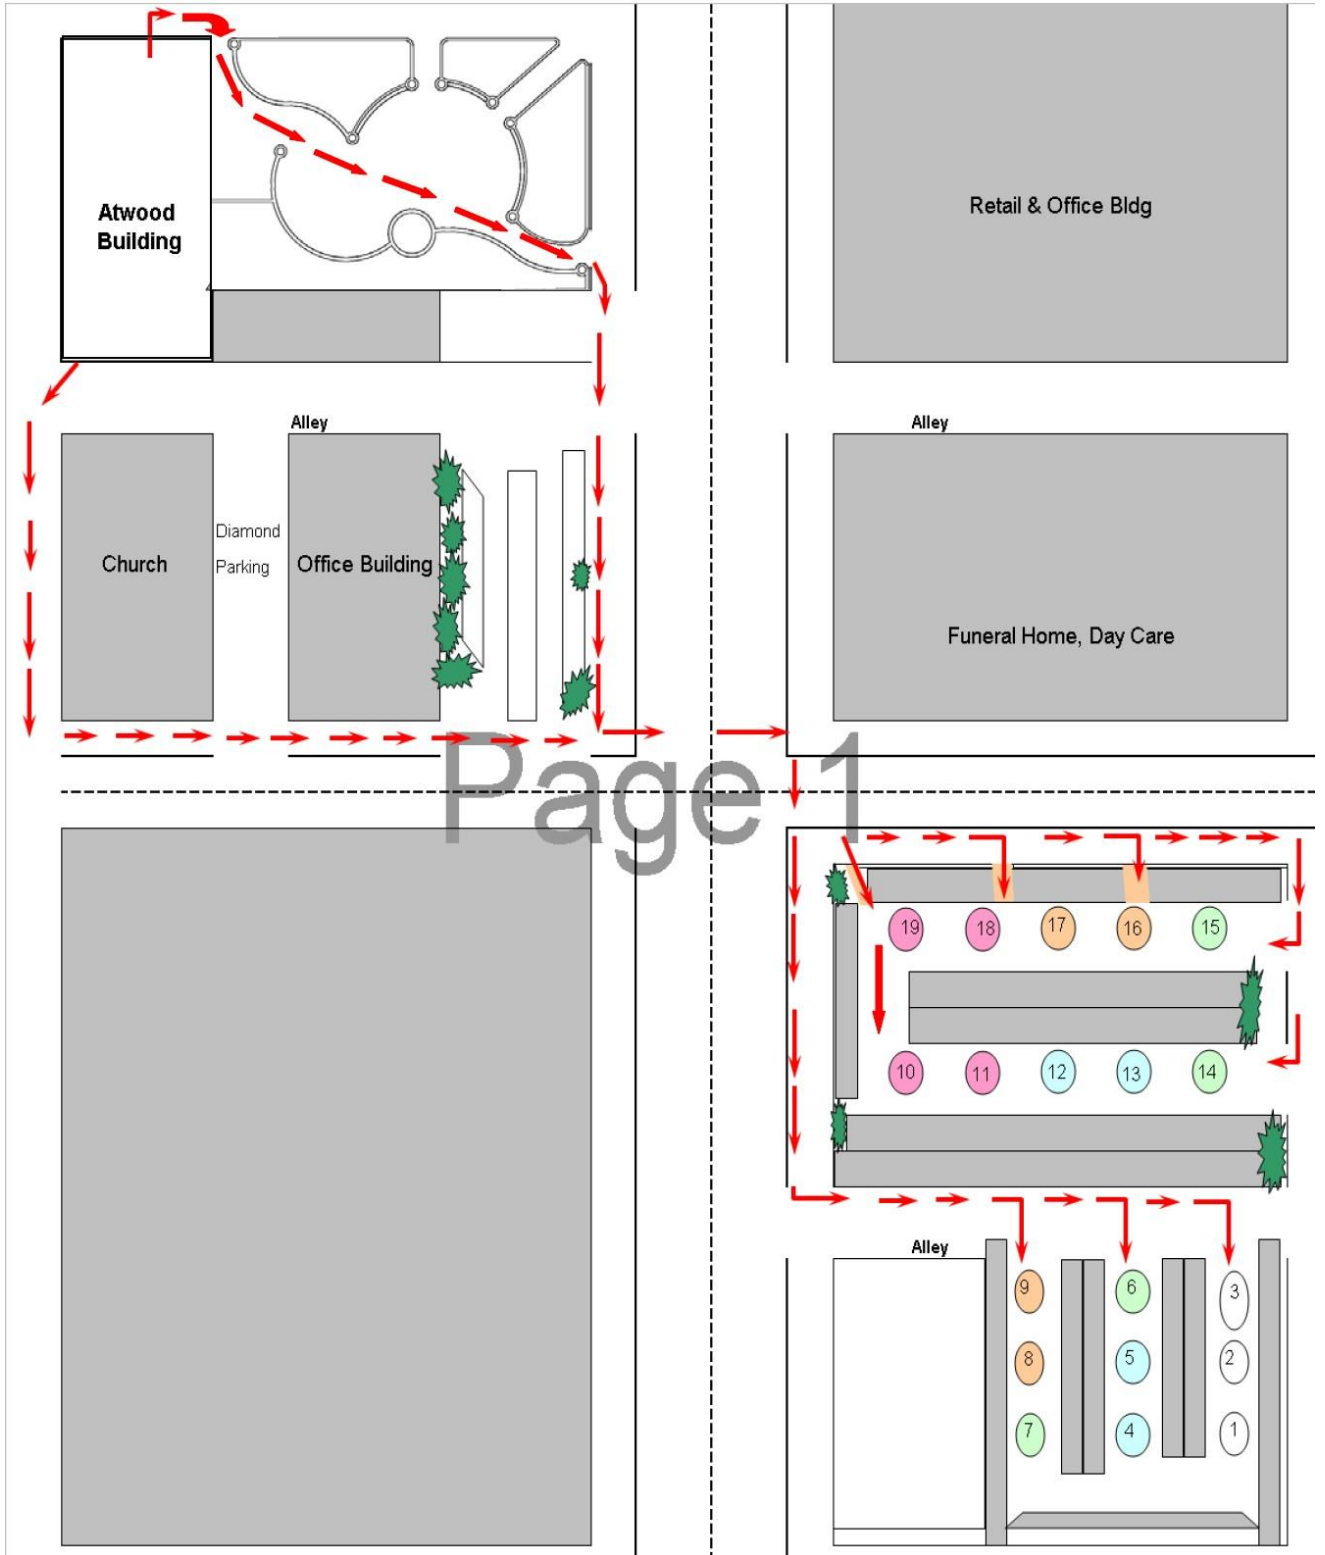 Atwood
Building
Retail & Office Bldg
Alley
Alley
Church
Diamond
Parking
Office Building
Funeral Home, Day Care
Page 1
19
18
17
16
15
10
11
12
13
14
Alley
9
6
3
8
5
2
7
4
1